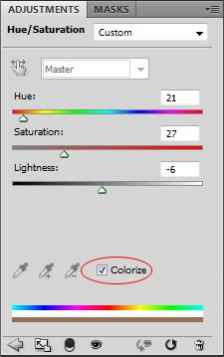 ADJUSTMENTS MASKS
Hue/Saturation Custom
Master
Hue: 21
Saturation: 27
Lightness: -6
Colorize